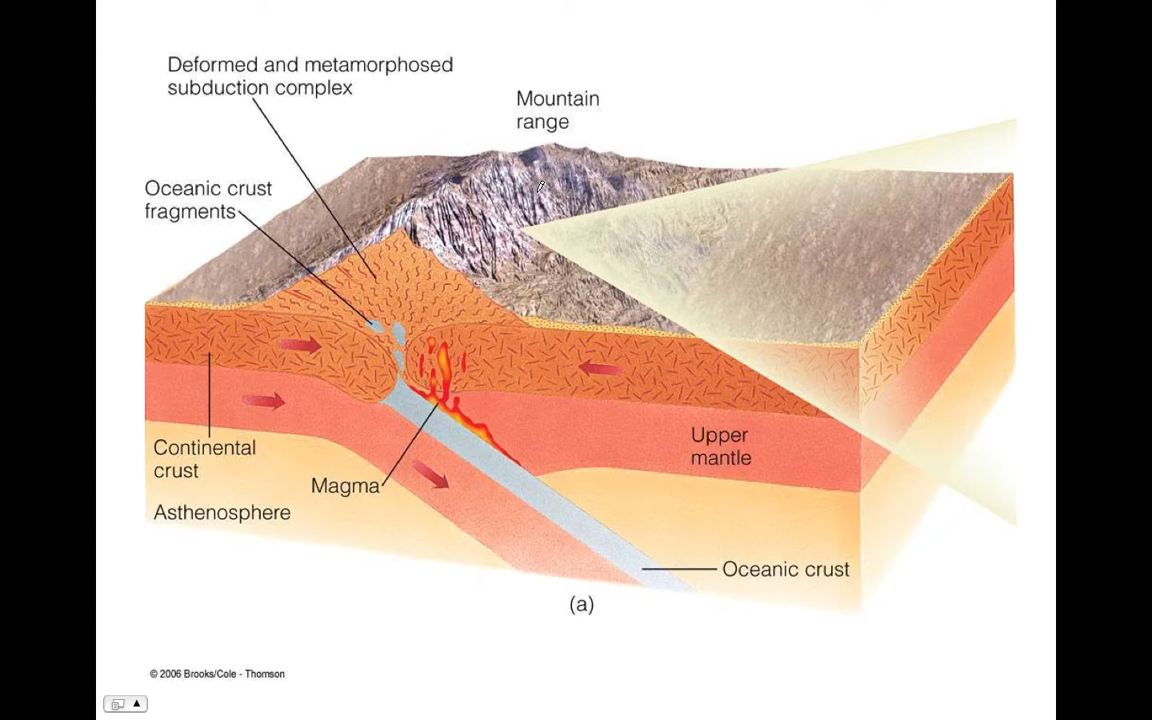 Deformed and metamorphosed
subduction complex
Mountain
range
Oceanic crust
fragments
Continental
crust
Upper
mantle
Magma
Asthenosphere
Oceanic crust
(a)
© 2006 Brooks/Cole - Thomson